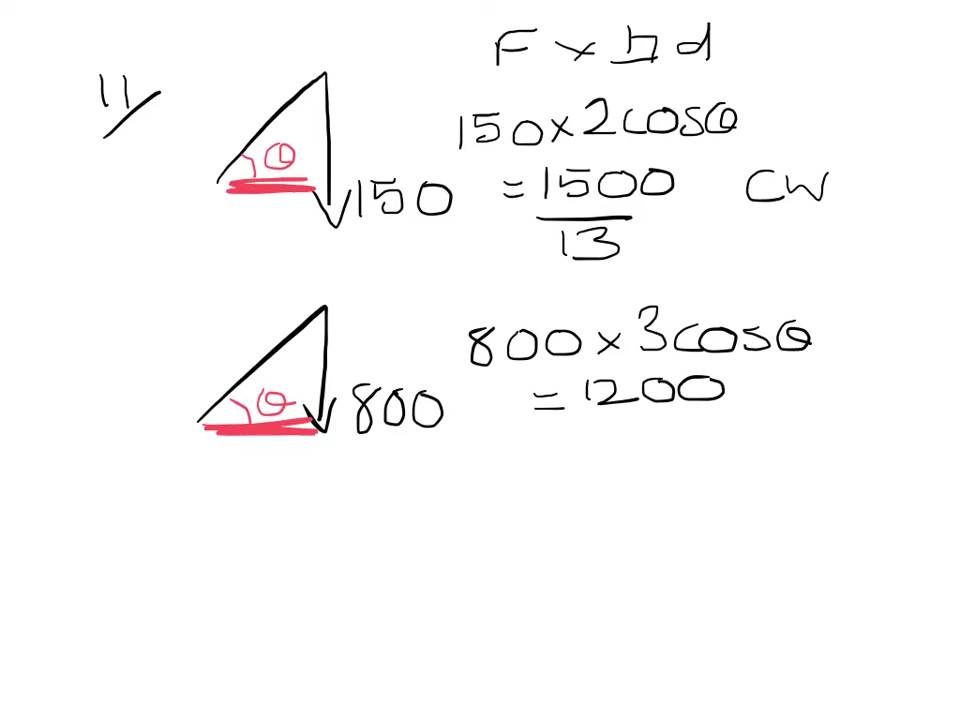 11
F × ⊥ d
θ
150
150 × 2cosθ
= 1500/13 CW
θ
800
800 × 3cosθ
= 1200